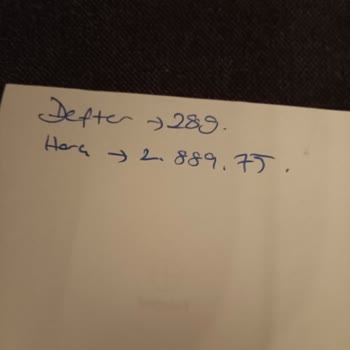 Defter → 289.
Hara → 2.889.75.